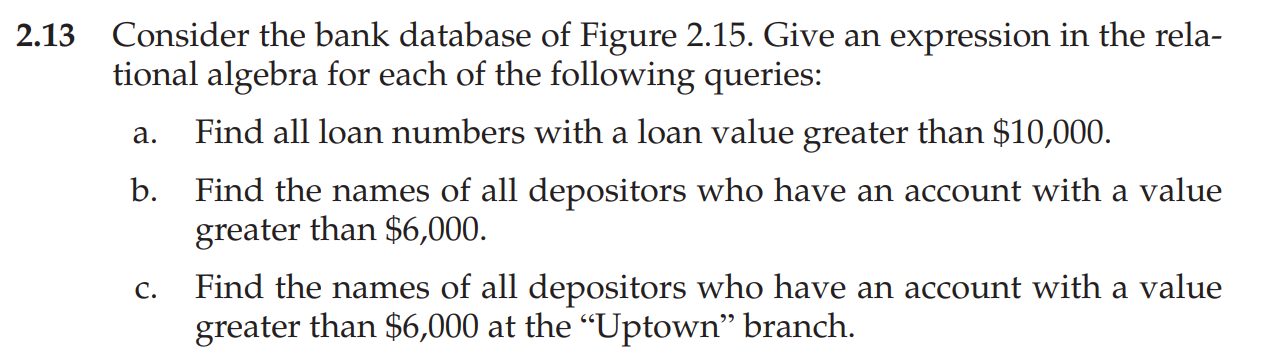 2.13 Consider the bank database of Figure 2.15. Give an expression in the rela-
tional algebra for each of the following queries:
a. Find all loan numbers with a loan value greater than $10,000.
b. Find the names of all depositors who have an account with a value
greater than $6,000.
c. Find the names of all depositors who have an account with a value
greater than $6,000 at the “Uptown” branch.